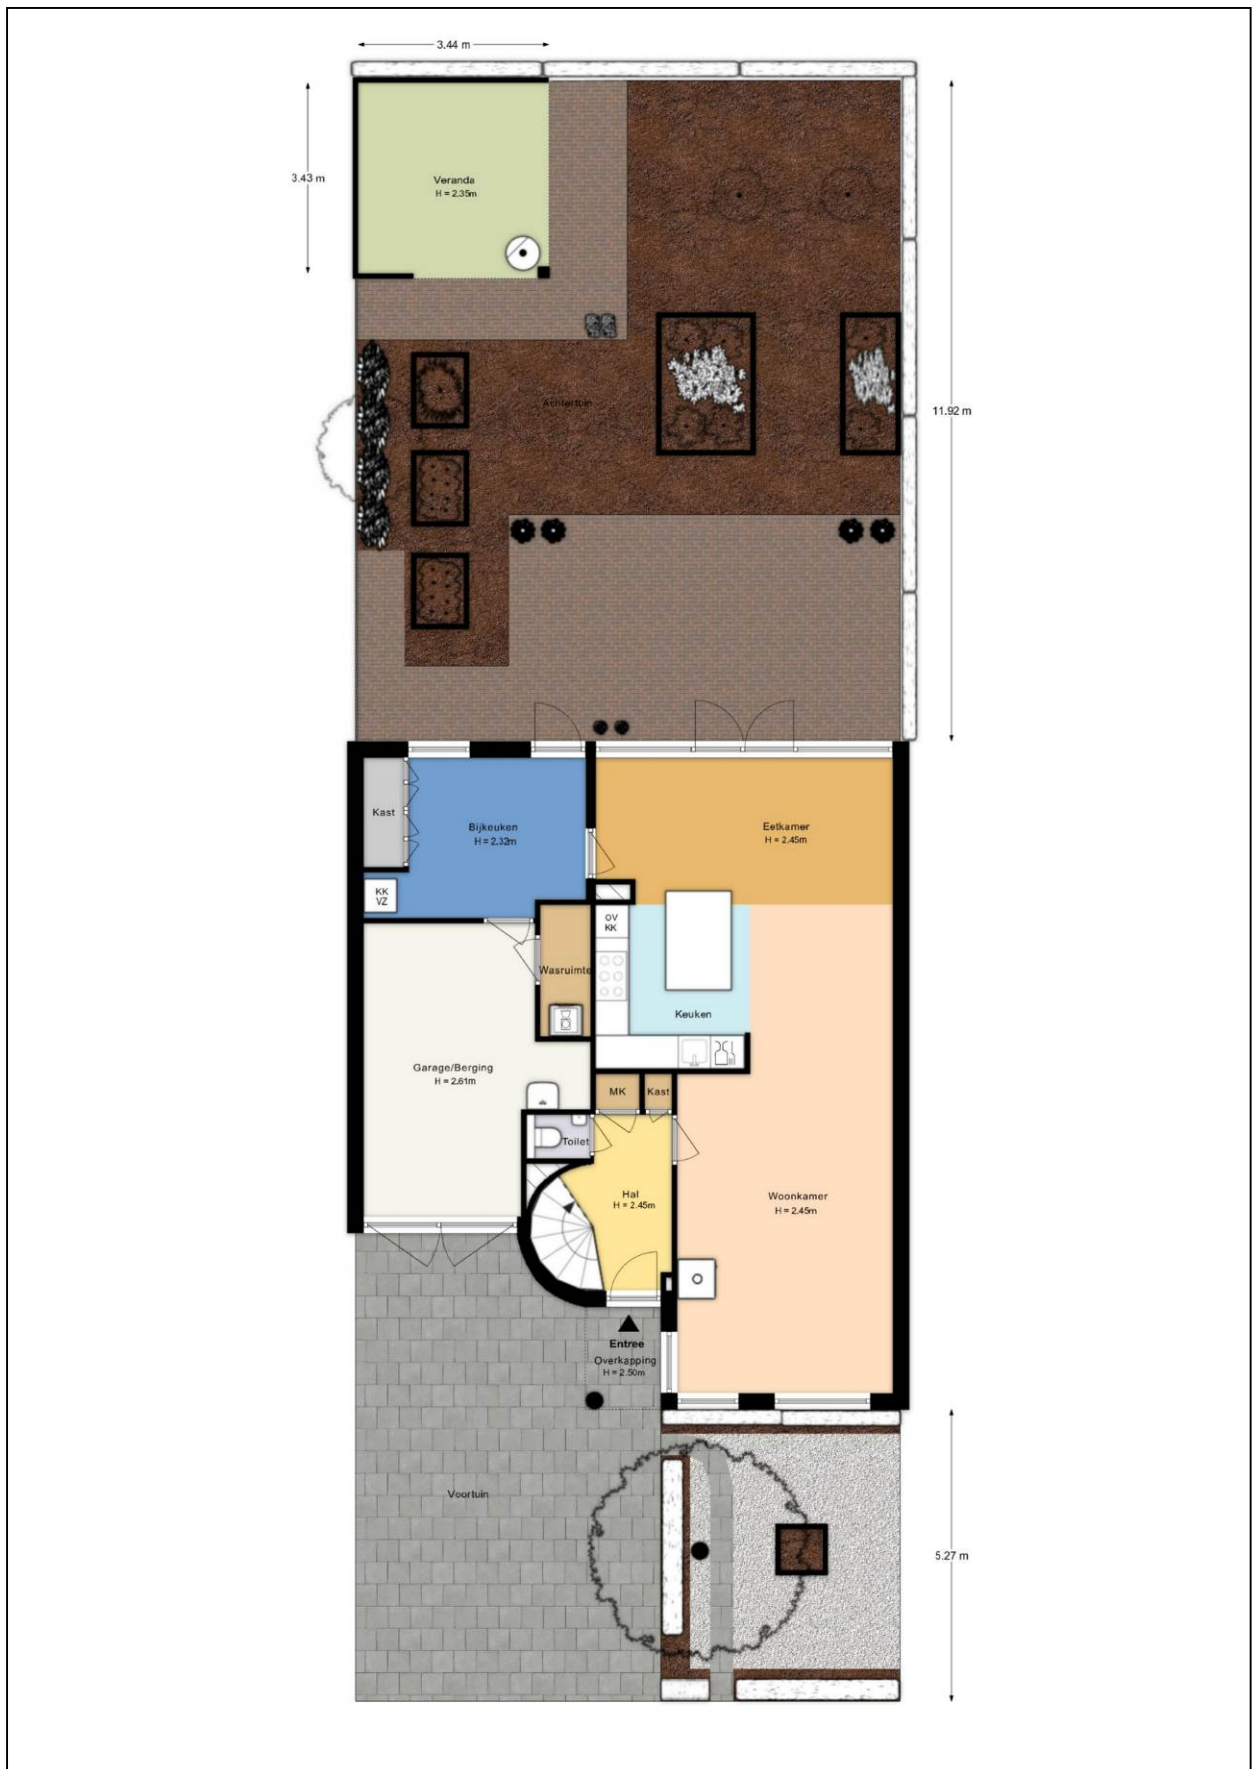 3.44 m
3.43 m
Veranda
H = 2.35m
11.92 m
Achtertuin
Kast
Bijkeuken
H = 2.32m
Eetkamer
H = 2.45m
KK
VZ
OV
KK
Wasruimte
Keuken
Garage/Berging
H = 2.61m
MK
Kast
Toilet
Hal
H = 2.45m
Woonkamer
H = 2.45m
Entree
Overkapping
H = 2.50m
Voortuin
5.27 m